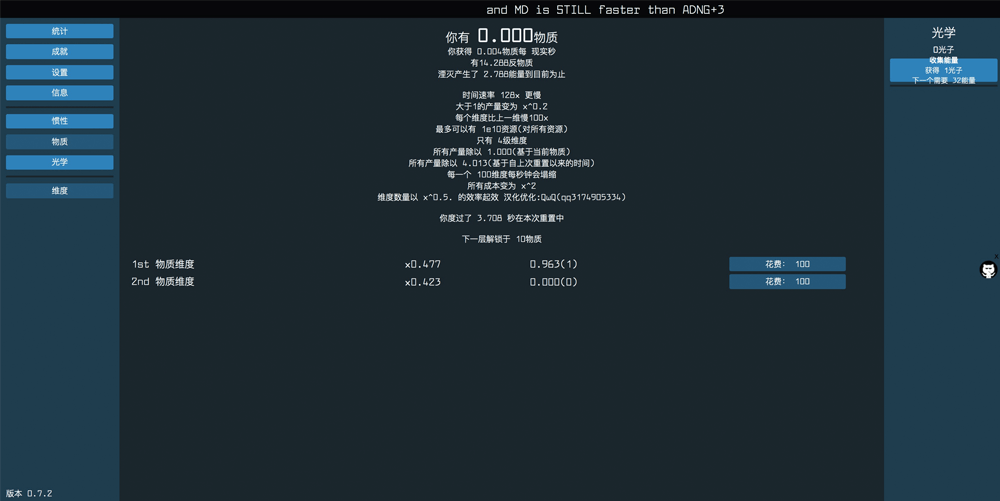 and MD is STILL faster than ADNG+3
统计
成就
设置
信息
惯性
物质
光学
维度
版本 0.7.2
你有 0.000物质
你获得 0.004物质每 现实秒
有14.288反物质
湮灭产生了 2.788能量到目前为止
时间速率 128x 更慢
大于1的产量变为 x^0.2
每个维度比上一维慢100x
最多可以有 1e10资源(对所有资源)
只有 4级维度
所有产量除以 1.000(基于当前物质)
所有产量除以 4.013(基于自上次重置以来的时间)
每一个 100维度每秒钟会塌缩
所有成本变为 x^2
维度数量以 x^0.5. 的效率起效 汉化优化:QwQ(qq3174905334)
你度过了 3.708 秒在本次重置中
下一层解锁于 10物质
1st 物质维度 x0.477 0.963(1) 花费: 100
2nd 物质维度 x0.423 0.000(0) 花费: 100
光学
0光子
收集能量
获得 1光子
下一个需要 32能量